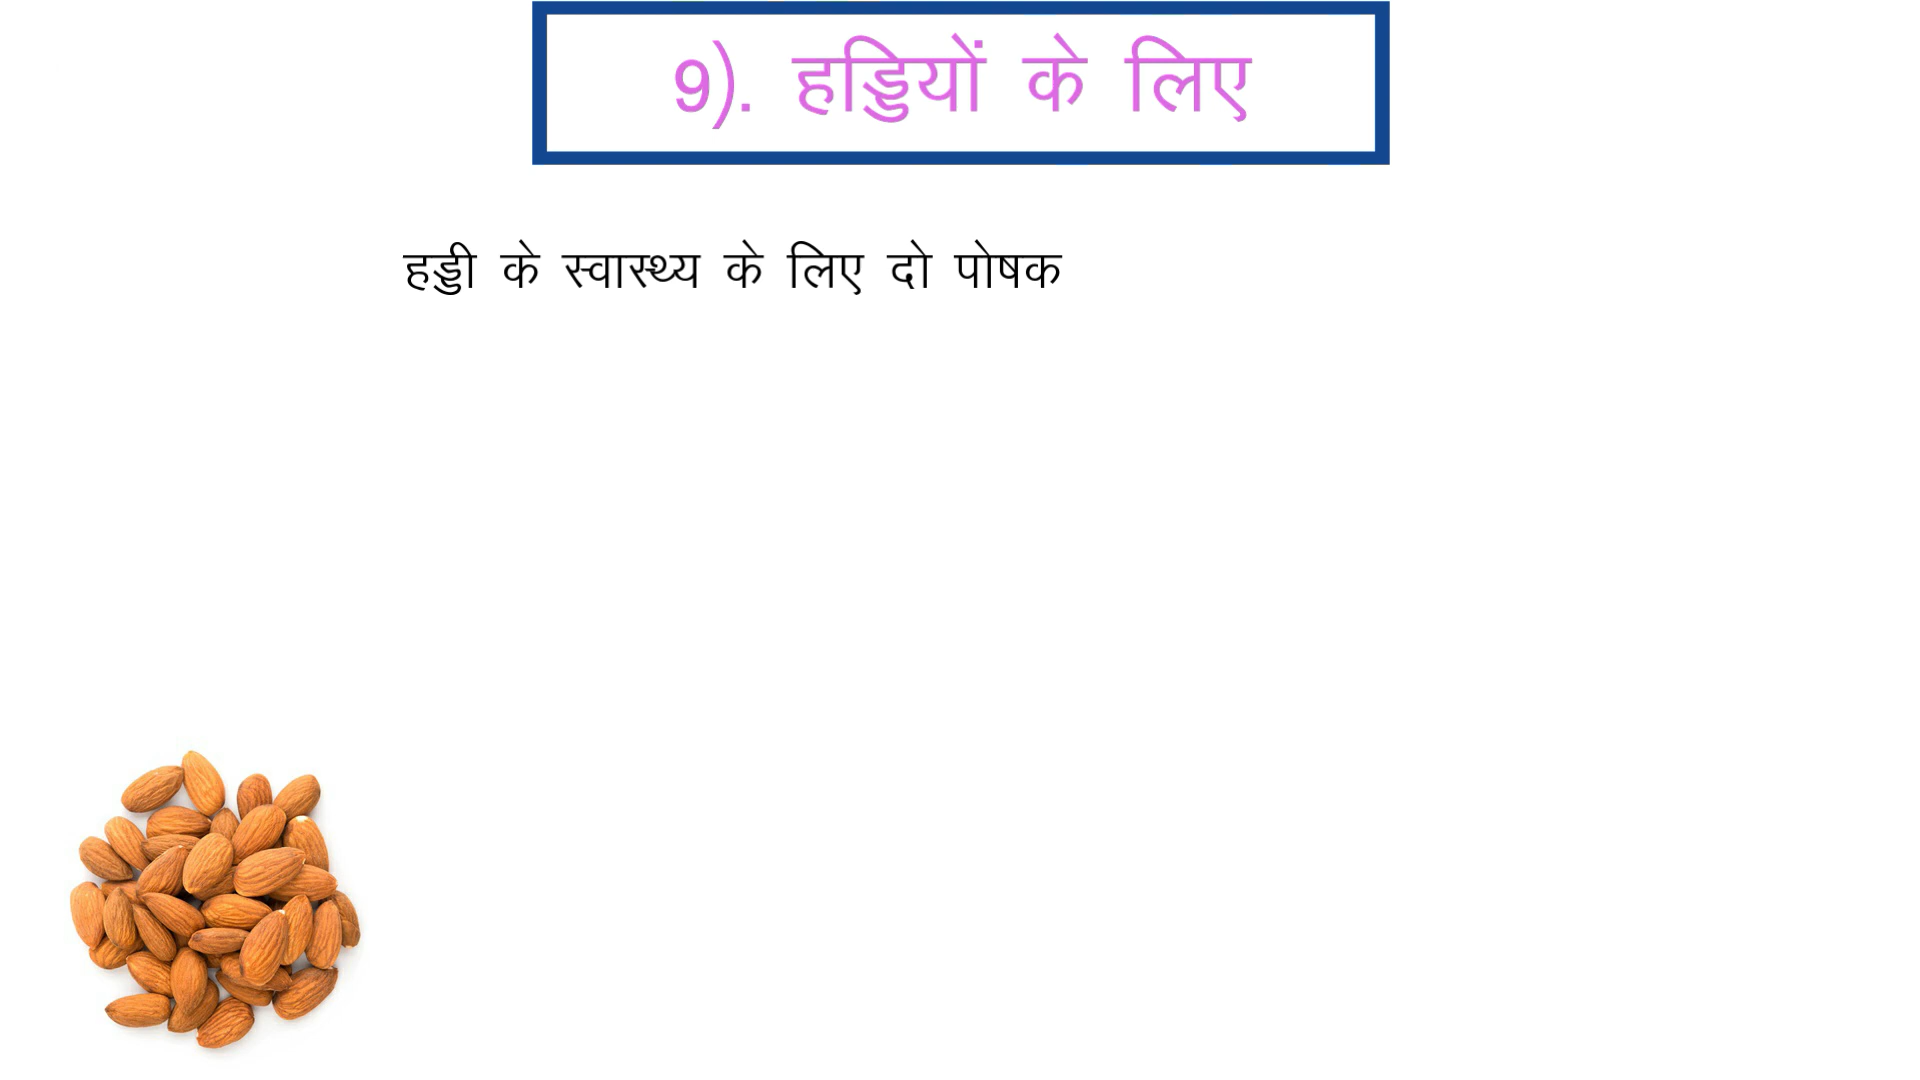 9). हड्डियों के लिए
हड्डी के स्वास्थ्य के लिए दो पोषक